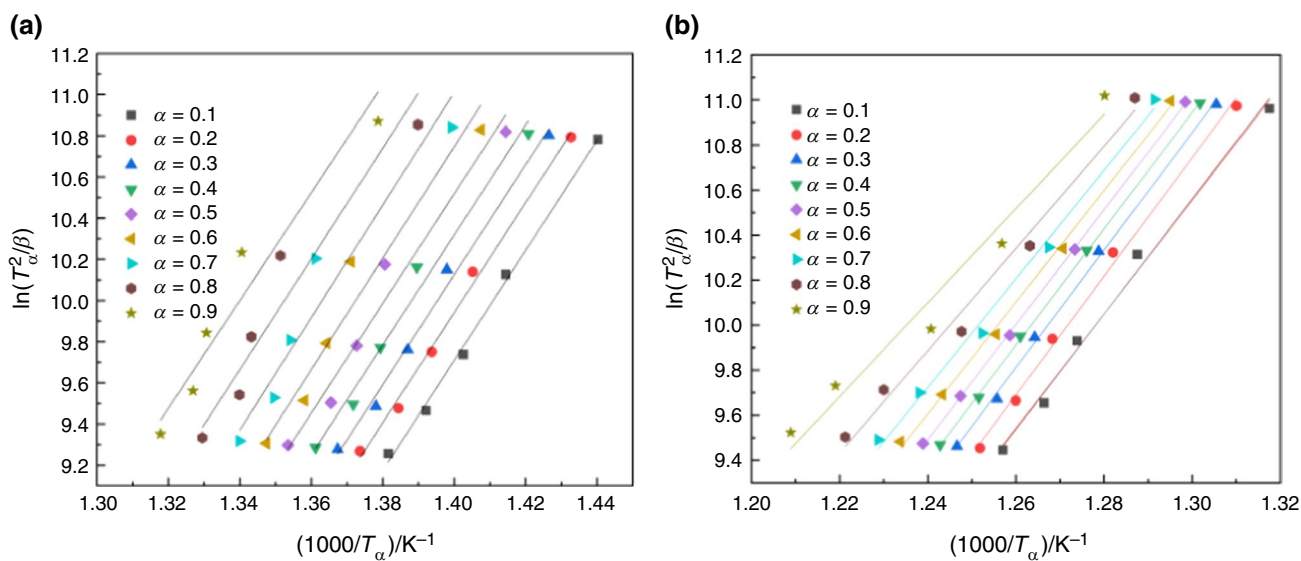 (a)
ln(T²α/β)
11.2
11.0
10.8
10.6
10.4
10.2
10.0
9.8
9.6
9.4
9.2
α = 0.1
α = 0.2
α = 0.3
α = 0.4
α = 0.5
α = 0.6
α = 0.7
α = 0.8
α = 0.9
1.30
1.32
1.34
1.36
1.38
1.40
1.42
1.44
(1000/Tα)/K⁻¹
(b)
ln(T²α/β)
11.2
11.0
10.8
10.6
10.4
10.2
10.0
9.8
9.6
9.4
α = 0.1
α = 0.2
α = 0.3
α = 0.4
α = 0.5
α = 0.6
α = 0.7
α = 0.8
α = 0.9
1.20
1.22
1.24
1.26
1.28
1.30
1.32
(1000/Tα)/K⁻¹